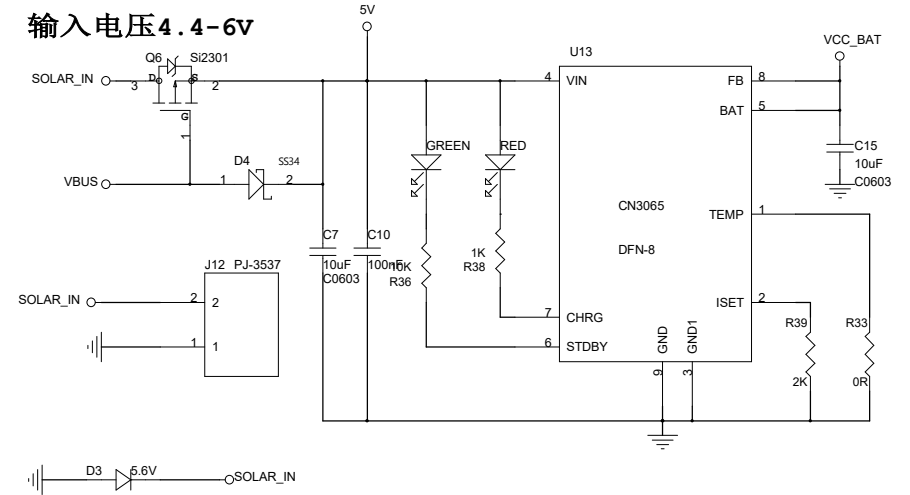 输入电压4.4-6V
5V
Q6 Si2301
SOLAR_IN 3 D S 2
G
1
VBUS 1 D4 SS34 2
GREEN
RED
U13
4 VIN
FB 8
BAT 5
VCC_BAT
C15
10uF
C0603
CN3065
DFN-8
TEMP 1
C7
10uF
C0603
C10
100nF
10K
R36
1K
R38
J12 PJ-3537
SOLAR_IN 2 2
1 1
7 CHRG
6 STDBY
ISET 2
GND
GND1
9
3
R39
2K
R33
0R
D3 5.6V SOLAR_IN